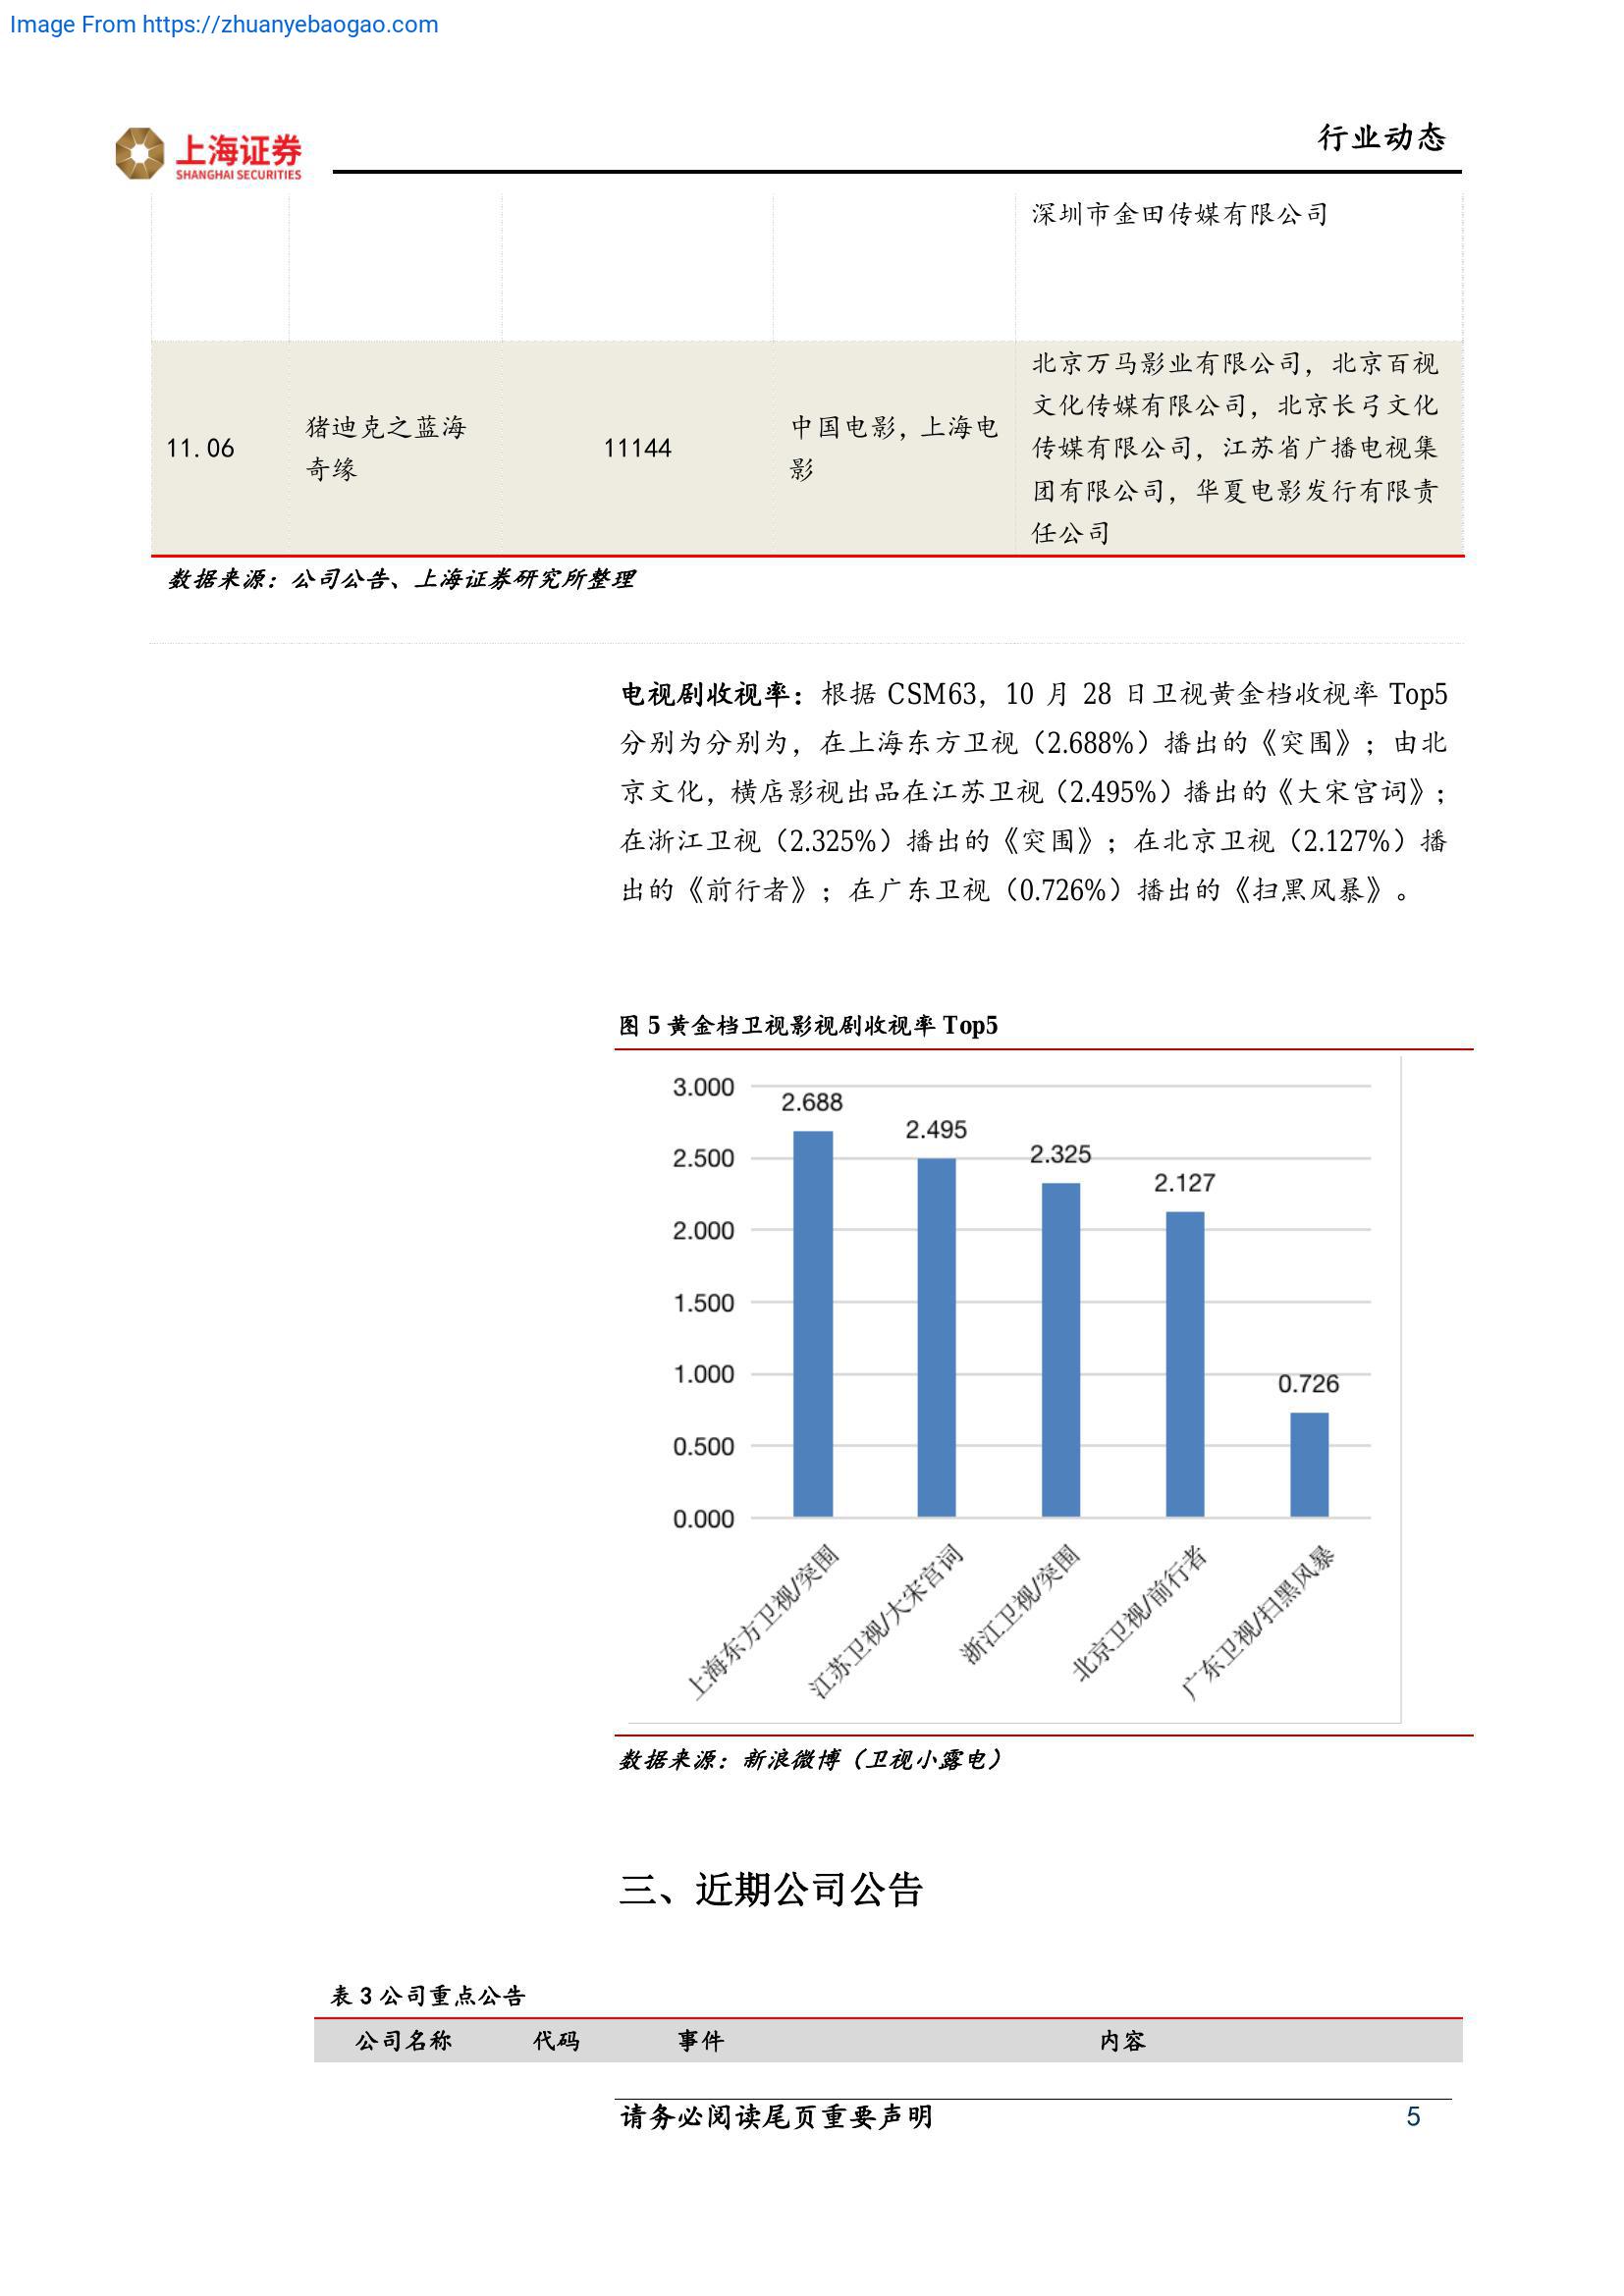 Image From https://zhuanyebaogao.com
上海证券
SHANGHAI SECURITIES
行业动态
深圳市金田传媒有限公司
11.06
猪迪克之蓝海
奇缘
11144
中国电影，上海电
影
北京万马影业有限公司，北京百视
文化传媒有限公司，北京长弓文化
传媒有限公司，江苏省广播电视集
团有限公司，华夏电影发行有限责
任公司
数据来源：公司公告、上海证券研究所整理
电视剧收视率：根据 CSM63，10 月 28 日卫视黄金档收视率 Top5
分别为分别为，在上海东方卫视（2.688%）播出的《突围》；由北
京文化，横店影视出品在江苏卫视（2.495%）播出的《大宋宫词》；
在浙江卫视（2.325%）播出的《突围》；在北京卫视（2.127%）播
出的《前行者》；在广东卫视（0.726%）播出的《扫黑风暴》。
图 5 黄金档卫视影视剧收视率 Top5
3.000
2.500
2.000
1.500
1.000
0.500
0.000
2.688
2.495
2.325
2.127
0.726
上海东方卫视/突围
江苏卫视/大宋宫词
浙江卫视/突围
北京卫视/前行者
广东卫视/扫黑风暴
数据来源：新浪微博（卫视小露电）
三、近期公司公告
表 3 公司重点公告
公司名称 代码 事件 内容
请务必阅读尾页重要声明
5